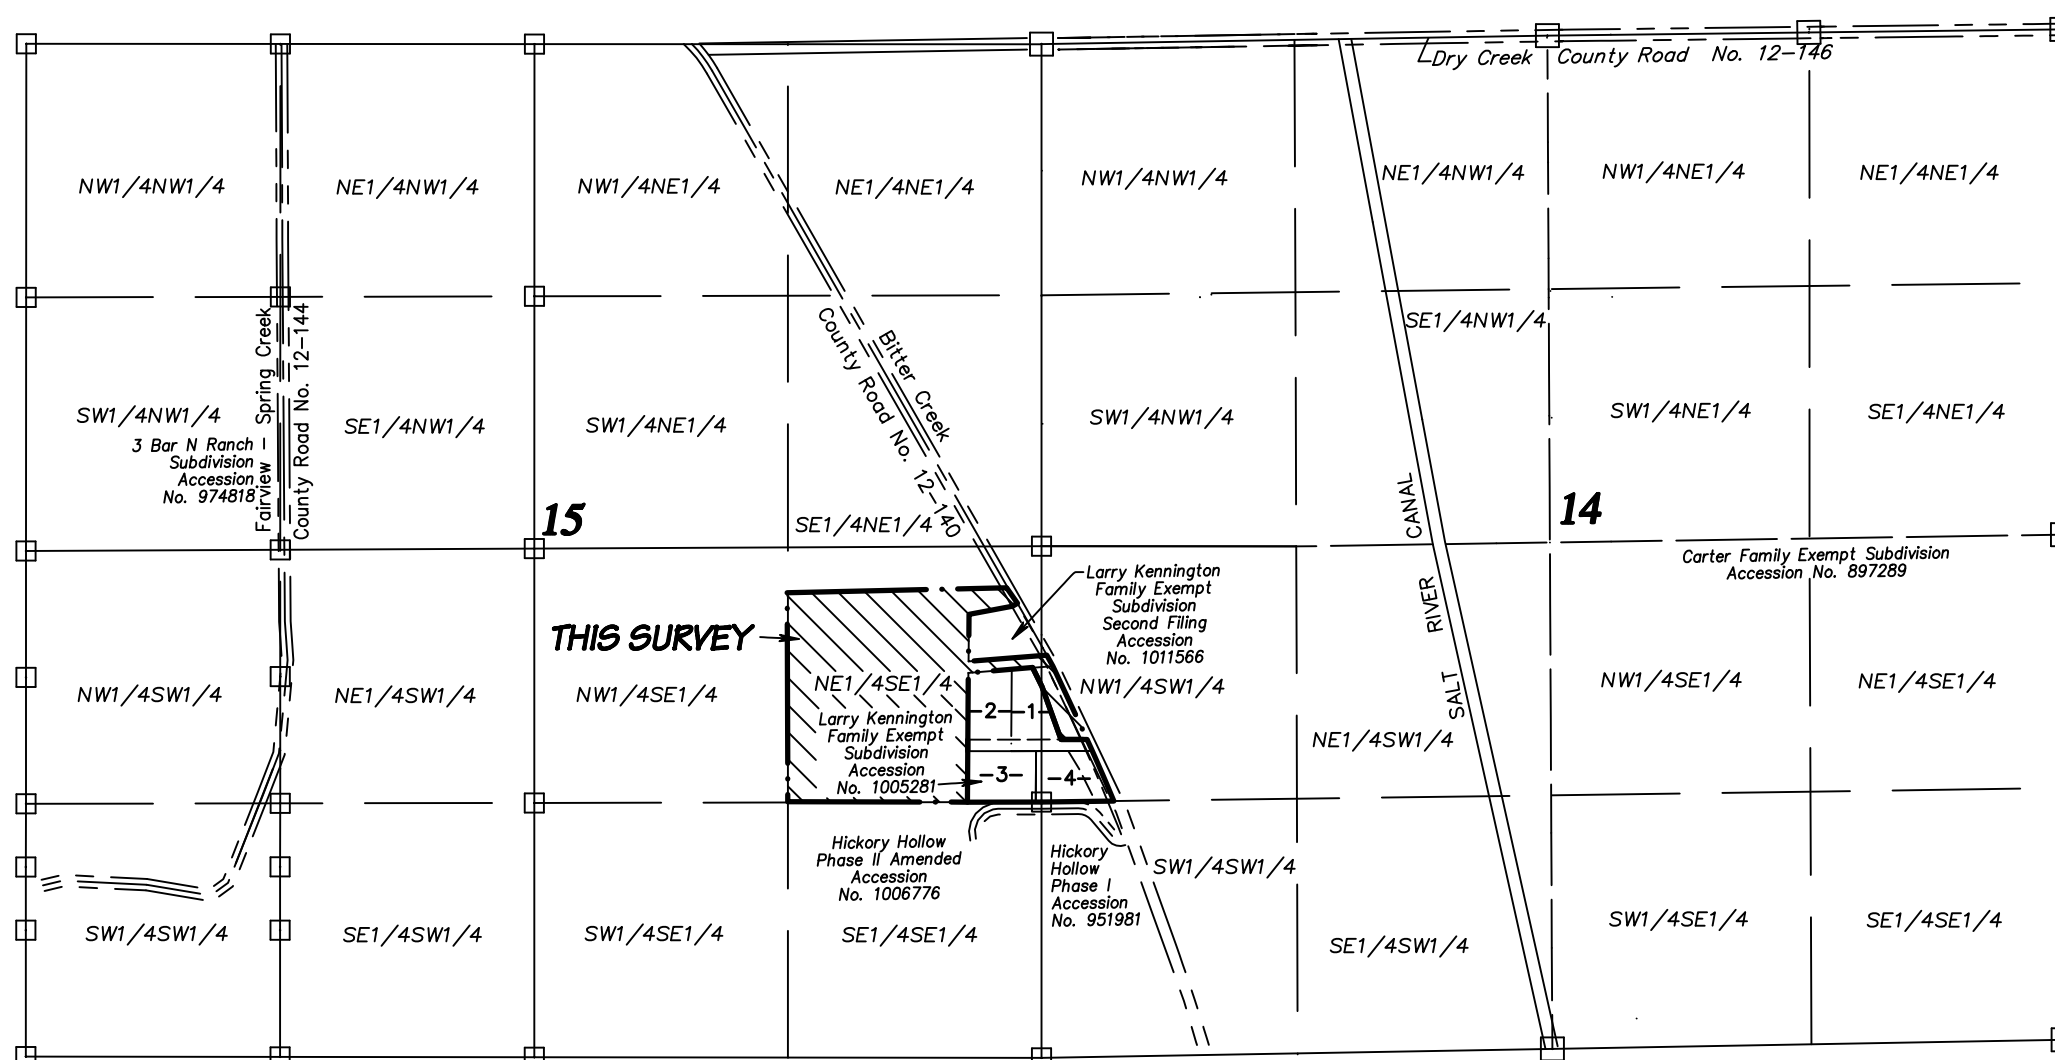 Dry Creek County Road No. 12-146
NW1/4NW1/4
NE1/4NW1/4
NW1/4NE1/4
NE1/4NE1/4
NW1/4NW1/4
NE1/4NW1/4
NW1/4NE1/4
NE1/4NE1/4
Fairview - Spring Creek
County Road No. 12-144
Bitter Creek
County Road No. 12-140
SE1/4NW1/4
SW1/4NW1/4
SE1/4NW1/4
SW1/4NE1/4
SW1/4NW1/4
SW1/4NE1/4
SE1/4NE1/4
3 Bar N Ranch
Subdivision
Accession
No. 974818
15
SE1/4NE1/4
14
SALT RIVER CANAL
Carter Family Exempt Subdivision
Accession No. 897289
Larry Kennington
Family Exempt
Subdivision
Second Filing
Accession
No. 1011566
THIS SURVEY
NW1/4SW1/4
NE1/4SW1/4
NW1/4SE1/4
NE1/4SE1/4
NW1/4SW1/4
NW1/4SE1/4
NE1/4SE1/4
-2-
-1-
Larry Kennington
Family Exempt
Subdivision
Accession
No. 1005281
NE1/4SW1/4
-3-
-4-
Hickory Hollow
Phase II Amended
Accession
No. 1006776
Hickory
Hollow
Phase I
Accession
No. 951981
SW1/4SW1/4
SW1/4SW1/4
SE1/4SW1/4
SW1/4SE1/4
SE1/4SE1/4
SE1/4SW1/4
SW1/4SE1/4
SE1/4SE1/4